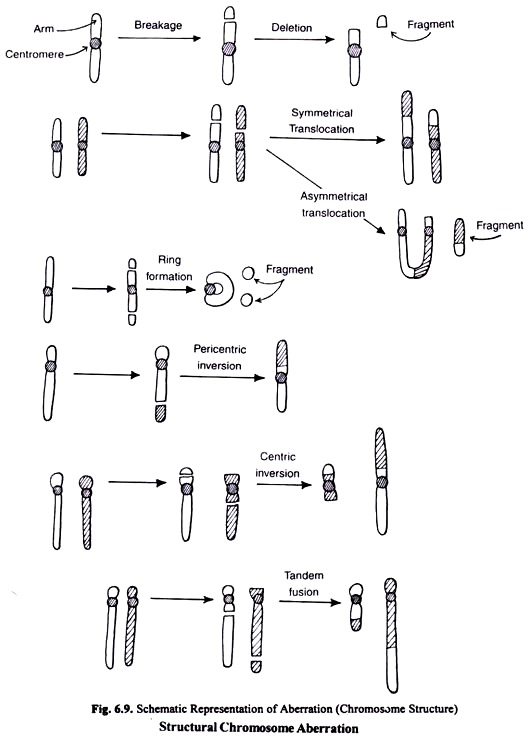 Arm
Centromere
Breakage
Deletion
Fragment
Symmetrical
Translocation
Asymmetrical
translocation
Fragment
Ring
formation
Fragment
Pericentric
inversion
Centric
inversion
Tandem
fusion
Fig. 6.9. Schematic Representation of Aberration (Chromosome Structure)
Structural Chromosome Aberration